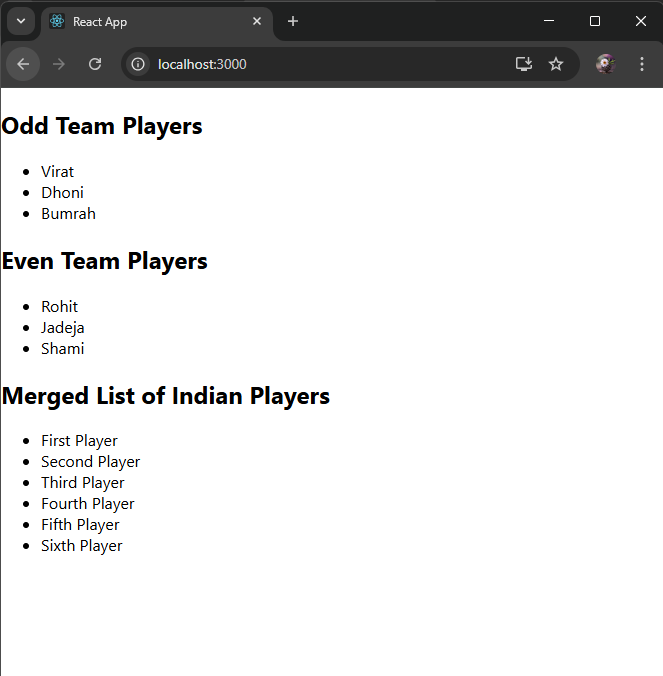 React App
localhost:3000
Odd Team Players
Virat
Dhoni
Bumrah
Even Team Players
Rohit
Jadeja
Shami
Merged List of Indian Players
First Player
Second Player
Third Player
Fourth Player
Fifth Player
Sixth Player